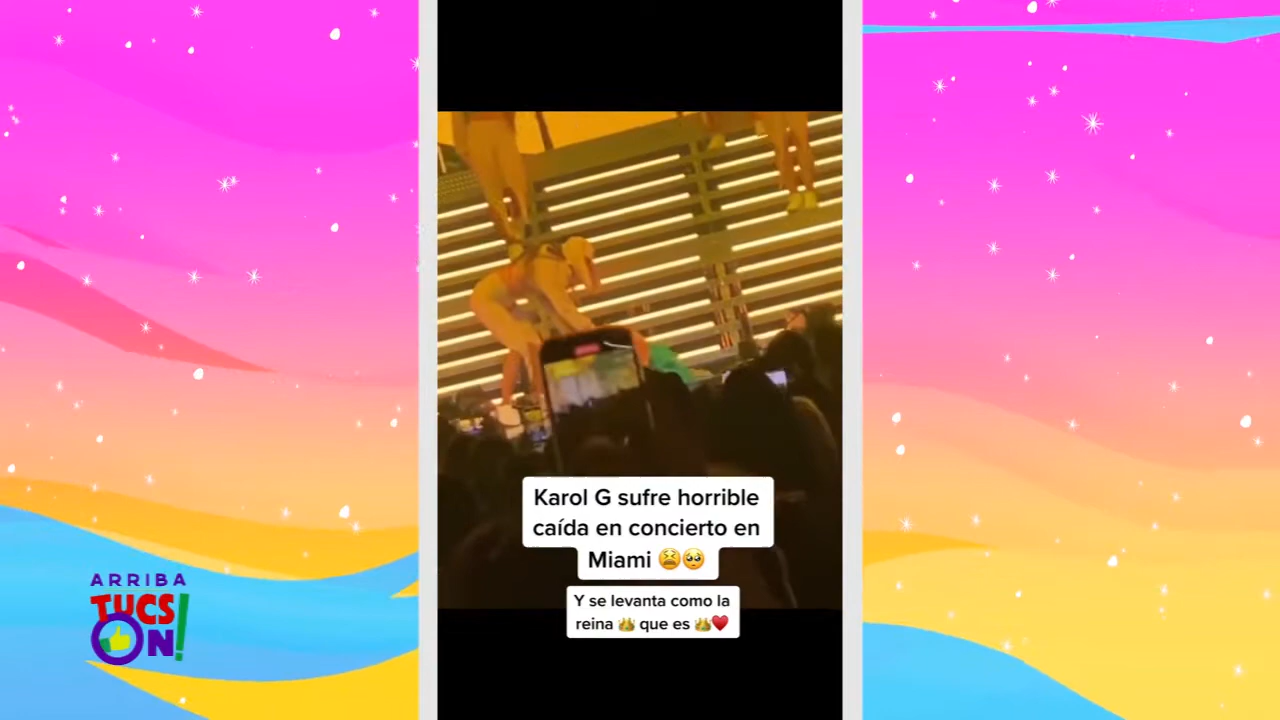 Karol G sufre horrible
caída en concierto en
Miami 😫🥺
Y se levanta como la
reina 👑 que es 👑♥️
ARRIBA
TUCS
ON!